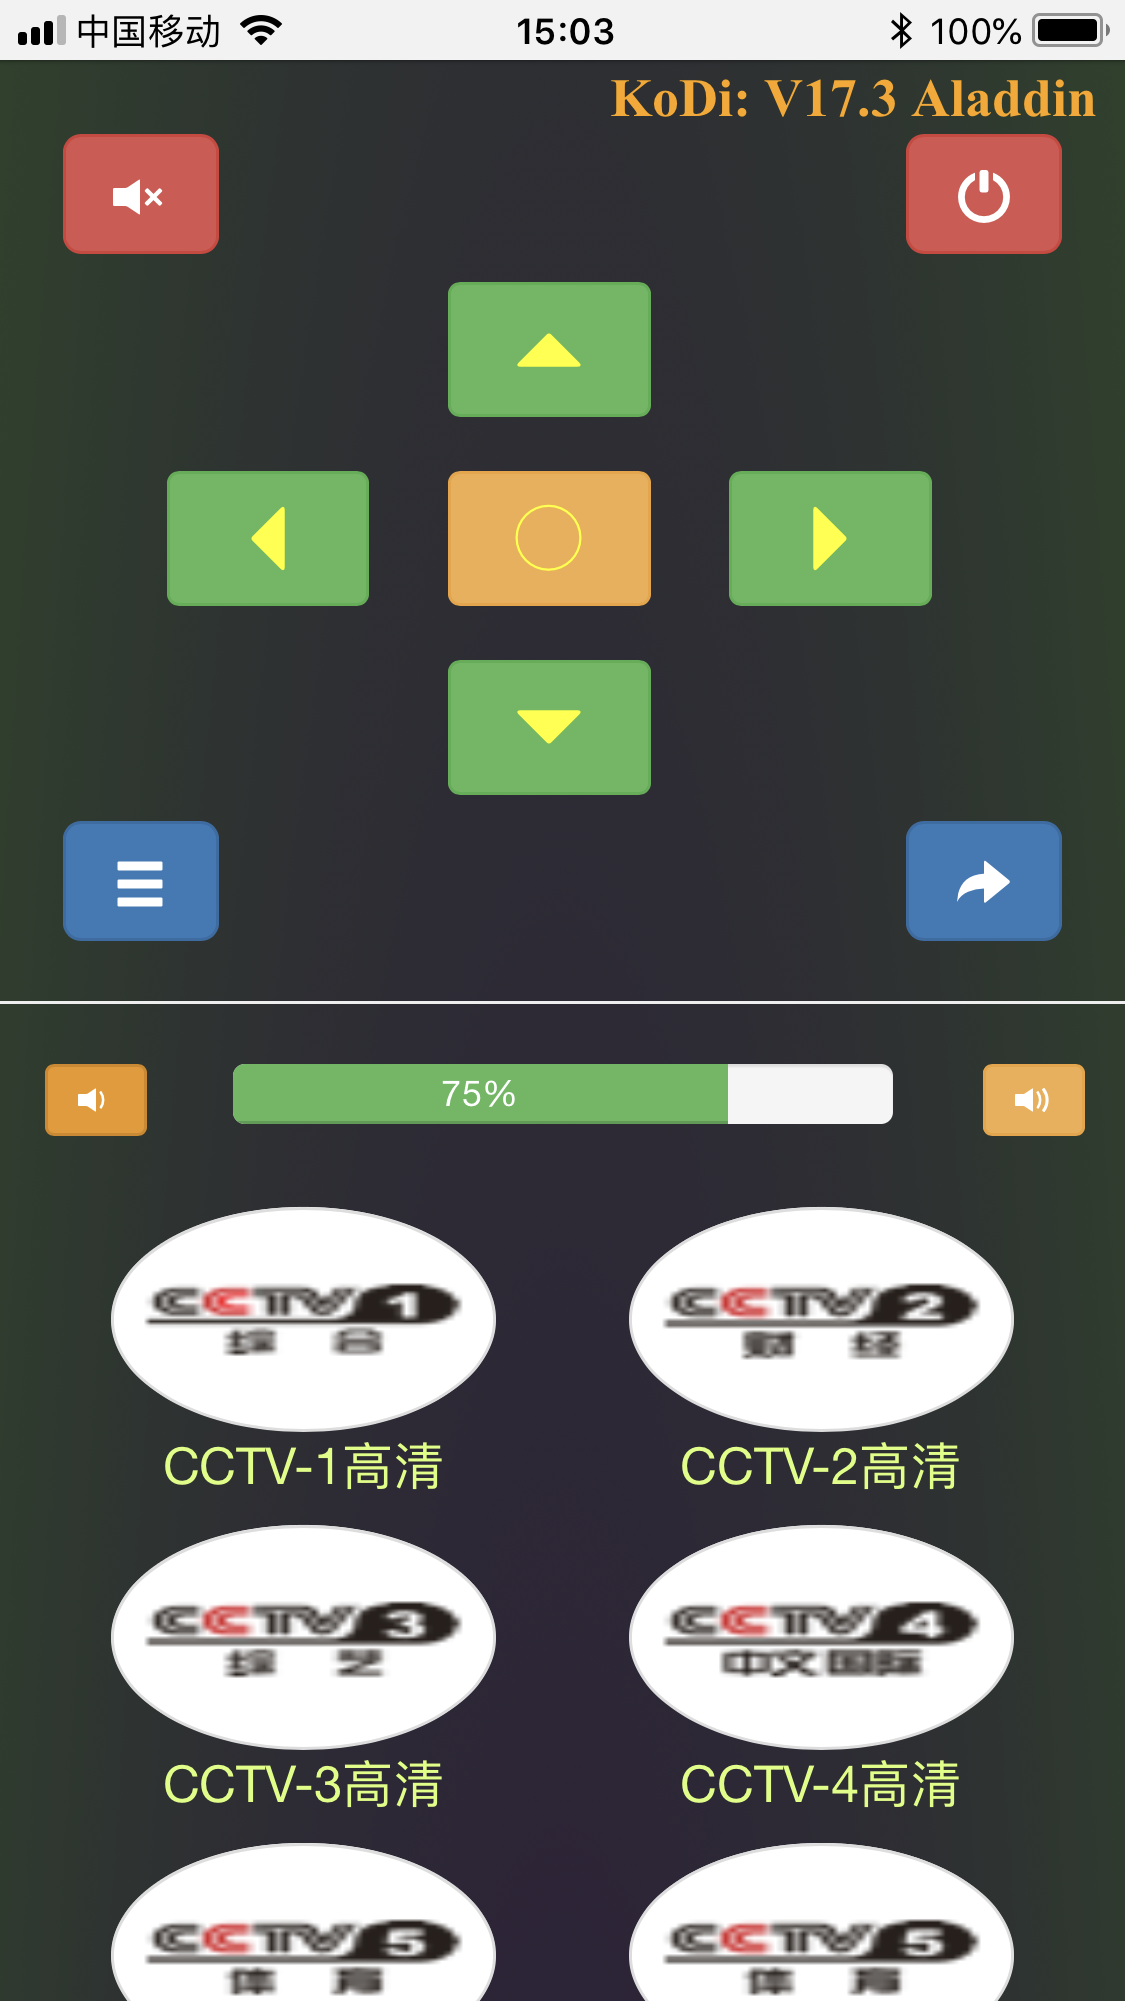 中国移动 15:03 100%
KoDi: V17.3 Aladdin
75%
CCTV 1 CCTV 2
综 合 财 经
CCTV-1高清 CCTV-2高清
CCTV 3 CCTV 4
综 艺 中文国际
CCTV-3高清 CCTV-4高清
CCTV 5 CCTV 5
体 育 体 育